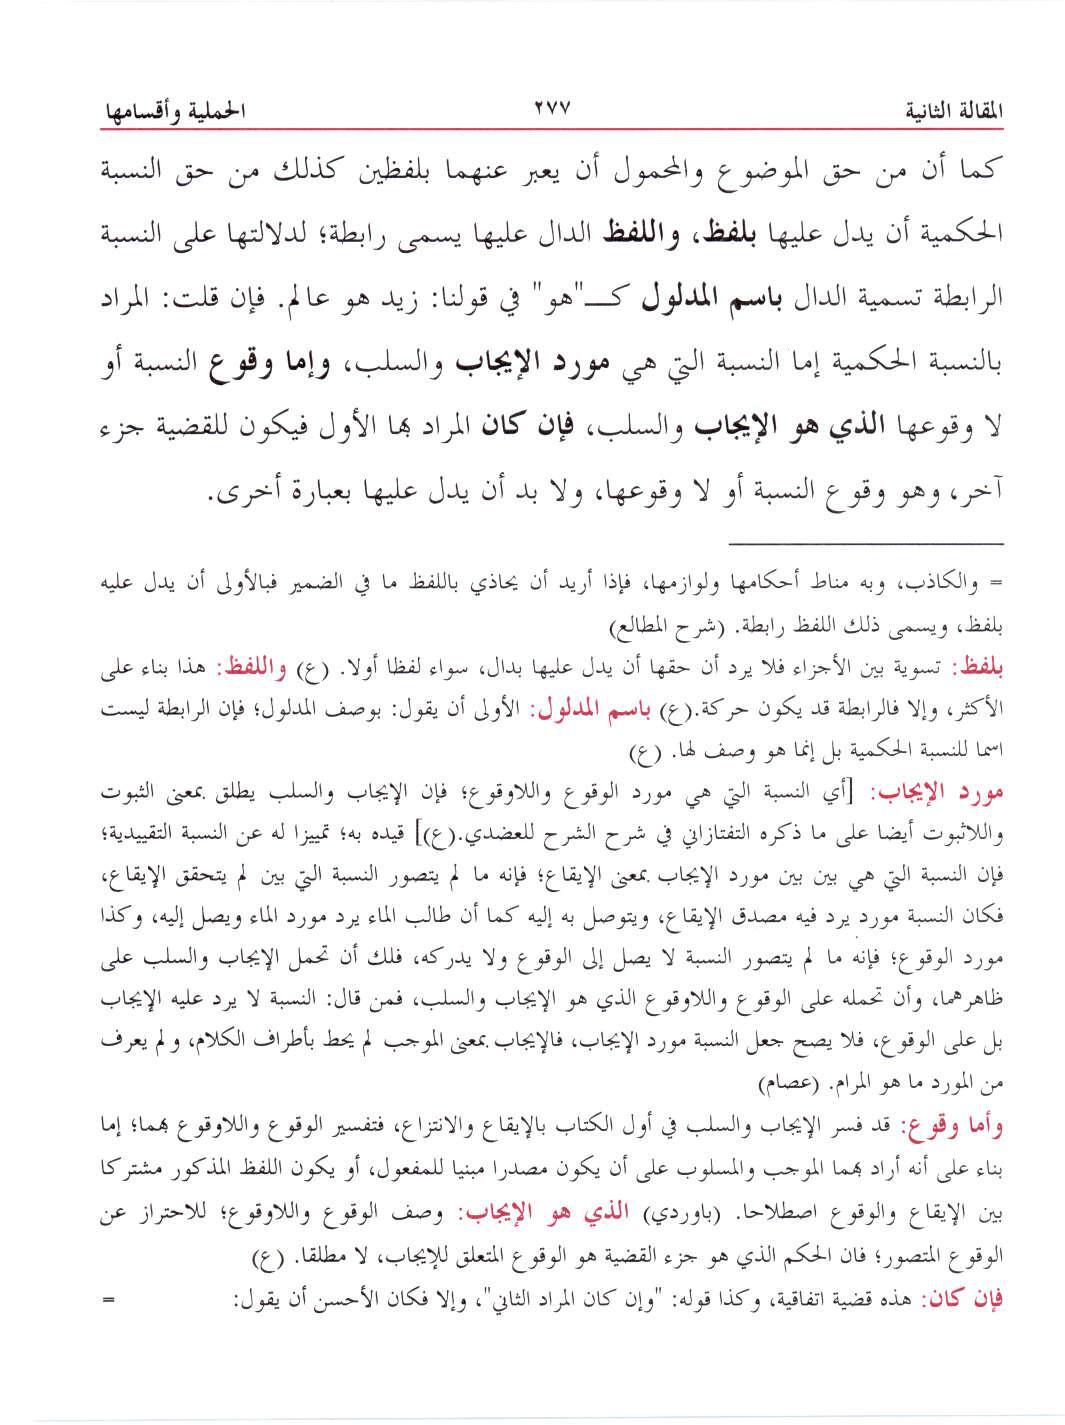 المقالة الثانية ٢٧٧ الحملية وأقسامها
كما أن من حق الموضوع والمحمول أن يعبر عنهما بلفظين كذلك من حق النسبة
الحكمية أن يدل عليها بلفظ، واللفظ الدال عليها يسمى رابطة؛ لدلالتها على النسبة
الرابطة تسمية الدال باسم المدلول كـ"هو" في قولنا: زيد هو عالم. فإن قلت: المراد
بالنسبة الحكمية إما النسبة التي هي مورد الإيجاب والسلب، وإما وقوع النسبة أو
لا وقوعها الذي هو الإيجاب والسلب، فإن كان المراد بها الأول فيكون للقضية جزء
آخر، وهو وقوع النسبة أو لا وقوعها، ولا بد أن يدل عليها بعبارة أخرى.
= والكاذب، وبه مناط أحكامها ولوازمها، فإذا أريد أن يحاذي باللفظ ما في الضمير فبالأولى أن يدل عليه
بلفظ، ويسمى ذلك اللفظ رابطة. (شرح المطالع)
بلفظ: تسوية بين الأجزاء فلا يرد أن حقها أن يدل عليها بدال، سواء لفظا أولا. (ع) واللفظ: هذا بناء على
الأكثر، وإلا فالرابطة قد يكون حركة.(ع) باسم المدلول: الأولى أن يقول: بوصف المدلول؛ فإن الرابطة ليست
اسما للنسبة الحكمية بل إنما هو وصف لها. (ع)
مورد الإيجاب: [أي النسبة التي هي مورد الوقوع واللاوقوع؛ فإن الإيجاب والسلب يطلق بمعنى الثبوت
واللاثبوت أيضا على ما ذكره التفتازاني في شرح الشرح للعضدي.(ع)] قيده به؛ تمييزا له عن النسبة التقييدية؛
فإن النسبة التي هي بين بين مورد الإيجاب بمعنى الإيقاع؛ فإنه ما لم يتصور النسبة التي بين لم يتحقق الإيقاع،
فكان النسبة مورد يرد فيه مصدق الإيقاع، ويتوصل به إليه كما أن طالب الماء يرد مورد الماء ويصل إليه، وكذا
مورد الوقوع؛ فإنه ما لم يتصور النسبة لا يصل إلى الوقوع ولا يدركه، فلك أن تحمل الإيجاب والسلب على
ظاهرهما، وأن تحمله على الوقوع واللاوقوع الذي هو الإيجاب والسلب، فمن قال: النسبة لا يرد عليه الإيجاب
بل على الوقوع، فلا يصح جعل النسبة مورد الإيجاب، فالإيجاب بمعنى الموجب لم يحط بأطراف الكلام، ولم يعرف
من المورد ما هو المرام. (عصام)
وأما وقوع: قد فسر الإيجاب والسلب في أول الكتاب بالإيقاع والانتزاع، فتفسير الوقوع واللاوقوع بهما؛ إما
بناء على أنه أراد بهما الموجب والمسلوب على أن يكون مصدرا مبنيا للمفعول، أو يكون اللفظ المذكور مشتركا
بين الإيقاع والوقوع اصطلاحا. (باوردي) الذي هو الإيجاب: وصف الوقوع واللاوقوع؛ للاحتراز عن
الوقوع المتصور؛ فان الحكم الذي هو جزء القضية هو الوقوع المتعلق للإيجاب، لا مطلقا. (ع)
فإن كان: هذه قضية اتفاقية، وكذا قوله: "وإن كان المراد الثاني"، وإلا فكان الأحسن أن يقول: =